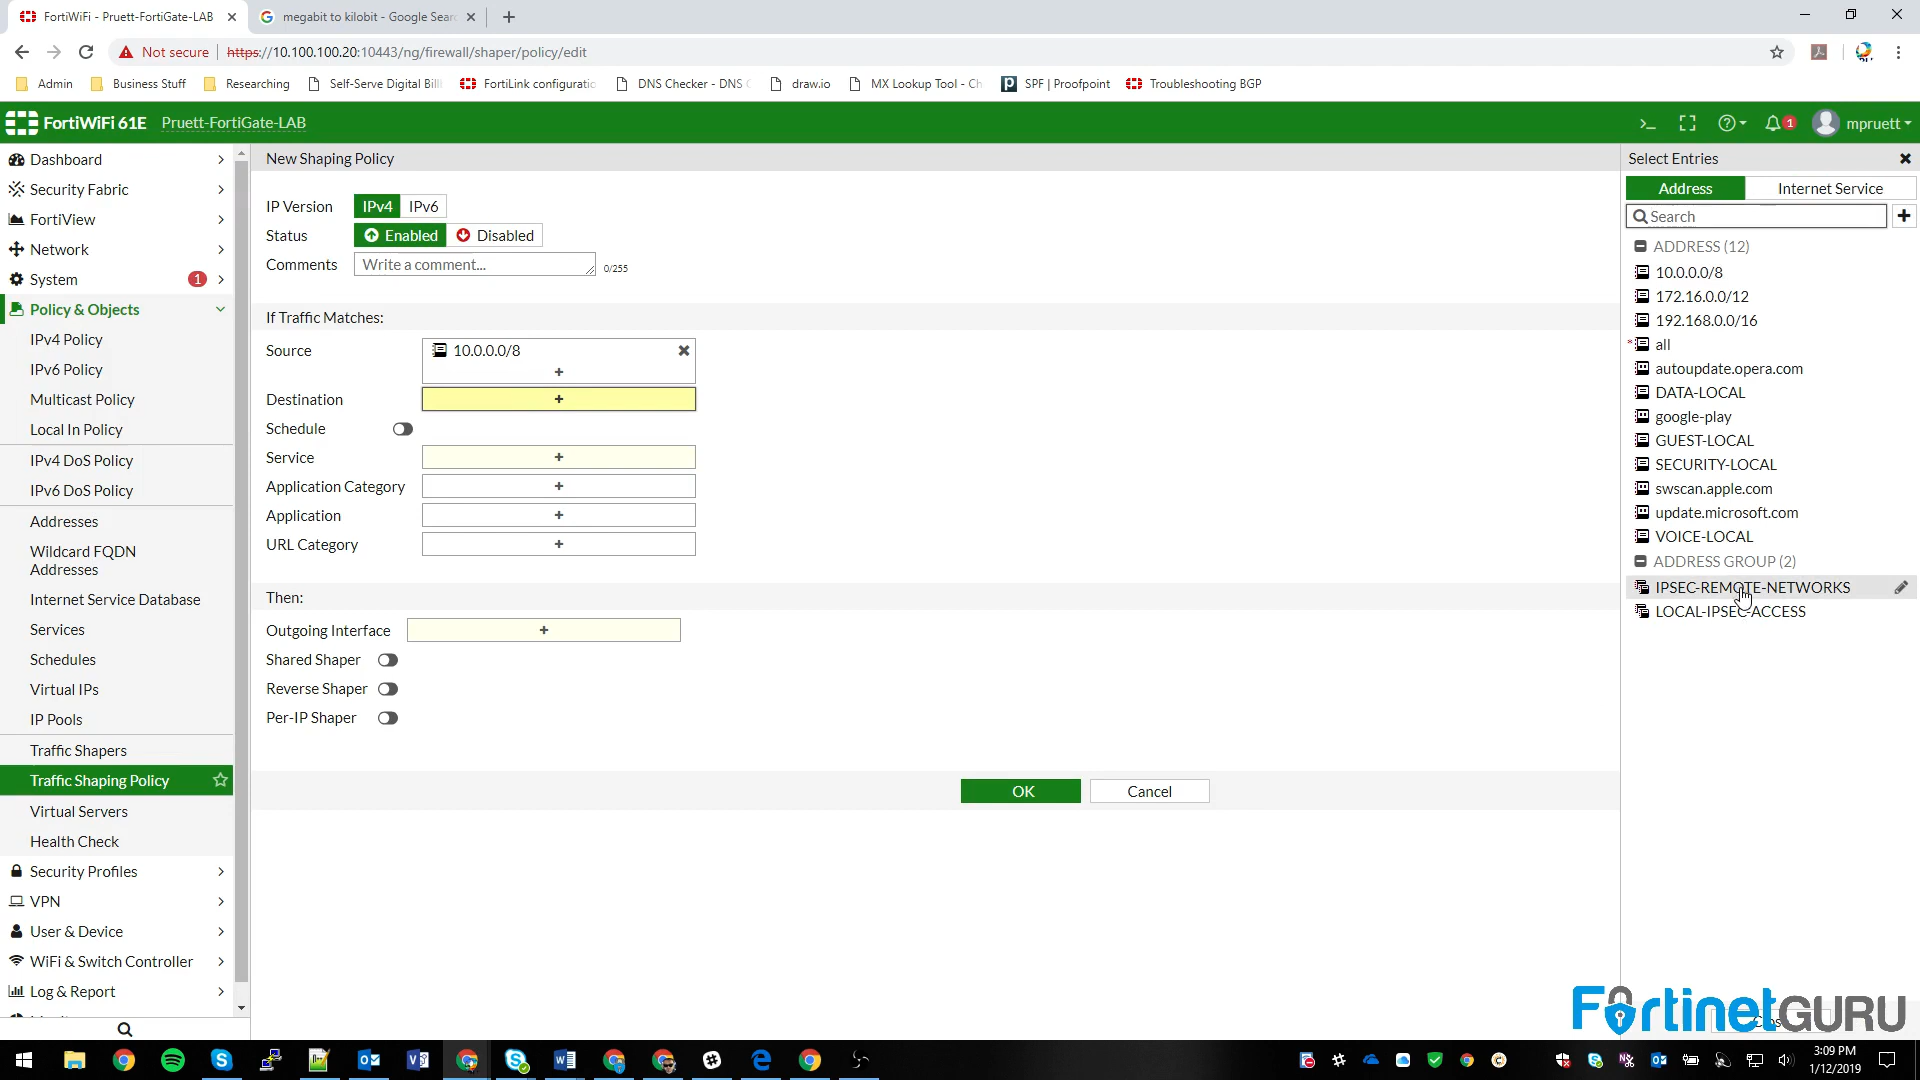 FortiWiFi - Pruett-FortiGate-LAB
megabit to kilobit - Google Sear
Not secure
https://10.100.100.20:10443/ng/firewall/shaper/policy/edit
Admin
Business Stuff
Researching
Self-Serve Digital Bill
FortiLink configuratio
DNS Checker - DNS C
draw.io
MX Lookup Tool - Ch
SPF | Proofpoint
Troubleshooting BGP
FortiWiFi 61E
Pruett-FortiGate-LAB
1
mpruett
Dashboard
Security Fabric
FortiView
Network
System
1
Policy & Objects
IPv4 Policy
IPv6 Policy
Multicast Policy
Local In Policy
IPv4 DoS Policy
IPv6 DoS Policy
Addresses
Wildcard FQDN
Addresses
Internet Service Database
Services
Schedules
Virtual IPs
IP Pools
Traffic Shapers
Traffic Shaping Policy
Virtual Servers
Health Check
Security Profiles
VPN
User & Device
WiFi & Switch Controller
Log & Report
New Shaping Policy
IP Version
IPv4
IPv6
Status
Enabled
Disabled
Comments
Write a comment...
0/255
If Traffic Matches:
Source
10.0.0.0/8
Destination
Schedule
Service
Application Category
Application
URL Category
Then:
Outgoing Interface
Shared Shaper
Reverse Shaper
Per-IP Shaper
OK
Cancel
Select Entries
Address
Internet Service
Search
ADDRESS (12)
10.0.0.0/8
172.16.0.0/12
192.168.0.0/16
all
autoupdate.opera.com
DATA-LOCAL
google-play
GUEST-LOCAL
SECURITY-LOCAL
swscan.apple.com
update.microsoft.com
VOICE-LOCAL
ADDRESS GROUP (2)
IPSEC-REMOTE-NETWORKS
LOCAL-IPSEC-ACCESS
FortinetGURU
3:09 PM
1/12/2019